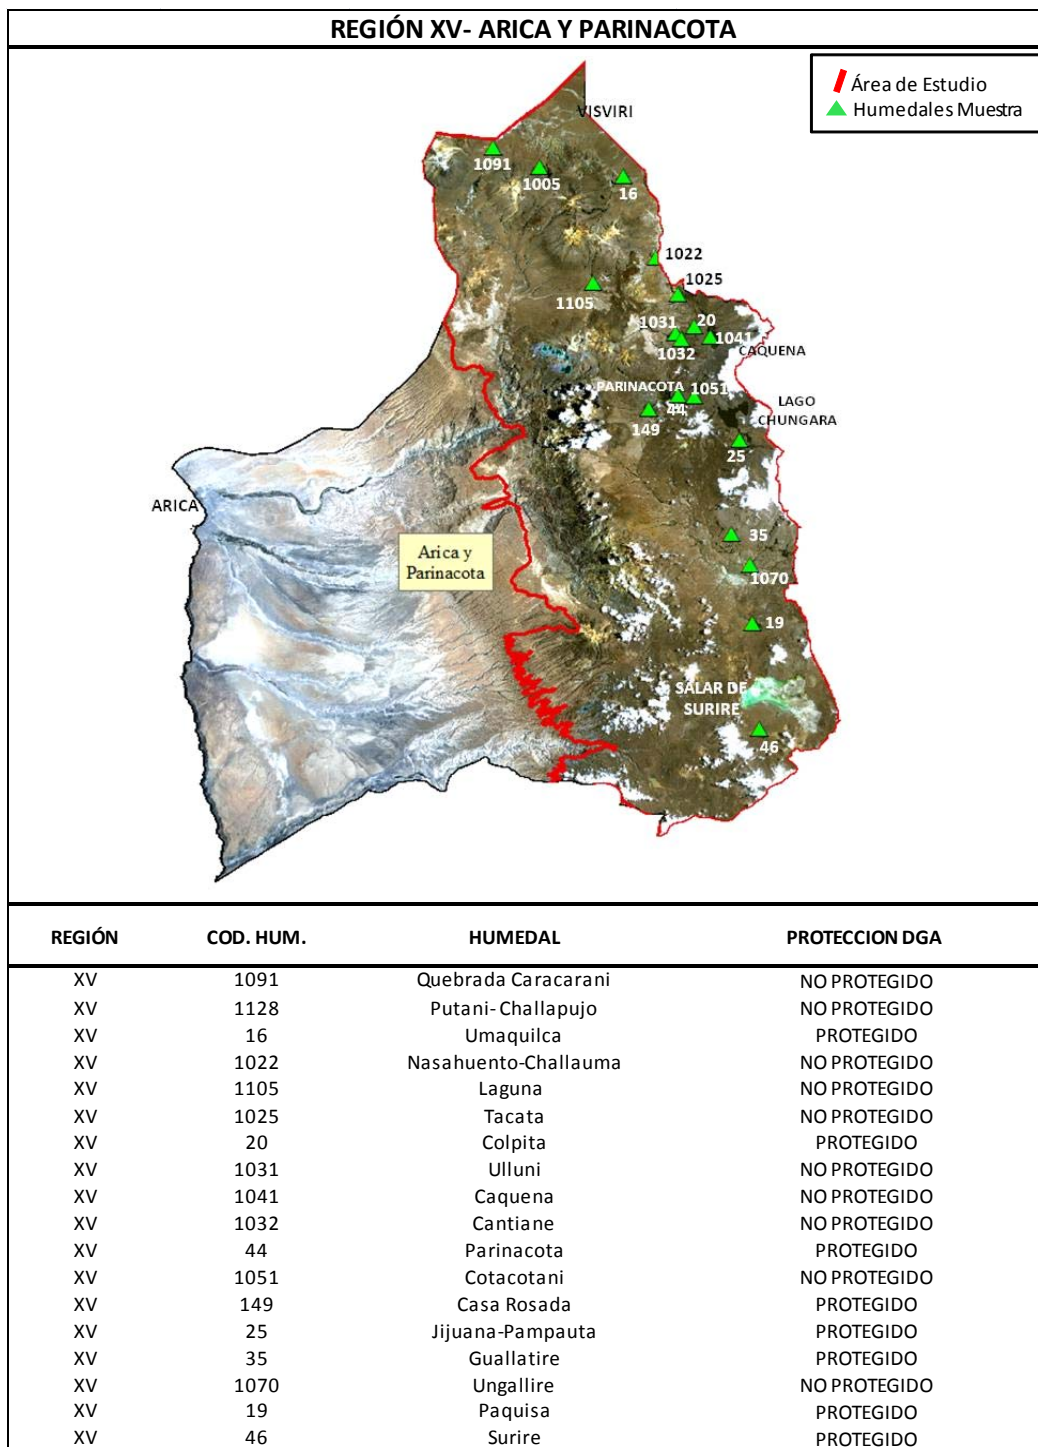 REGIÓN XV- ARICA Y PARINACOTA
Área de Estudio
Humedales Muestra
VISVIRI
1091
1005
16
1022
1025
1105
1031
20
1041
1032
CAQUENA
PARINACOTA
1051
44
LAGO
CHUNGARA
149
25
ARICA
35
Arica y
Parinacota
1070
19
SALAR DE
SURIRE
46
REGIÓN COD. HUM. HUMEDAL PROTECCION DGA
XV 1091 Quebrada Caracarani NO PROTEGIDO
XV 1128 Putani- Challapujo NO PROTEGIDO
XV 16 Umaquilca PROTEGIDO
XV 1022 Nasahuento-Challauma NO PROTEGIDO
XV 1105 Laguna NO PROTEGIDO
XV 1025 Tacata NO PROTEGIDO
XV 20 Colpita PROTEGIDO
XV 1031 Ulluni NO PROTEGIDO
XV 1041 Caquena NO PROTEGIDO
XV 1032 Cantiane NO PROTEGIDO
XV 44 Parinacota PROTEGIDO
XV 1051 Cotacotani NO PROTEGIDO
XV 149 Casa Rosada PROTEGIDO
XV 25 Jijuana-Pampauta PROTEGIDO
XV 35 Guallatire PROTEGIDO
XV 1070 Ungallire NO PROTEGIDO
XV 19 Paquisa PROTEGIDO
XV 46 Surire PROTEGIDO